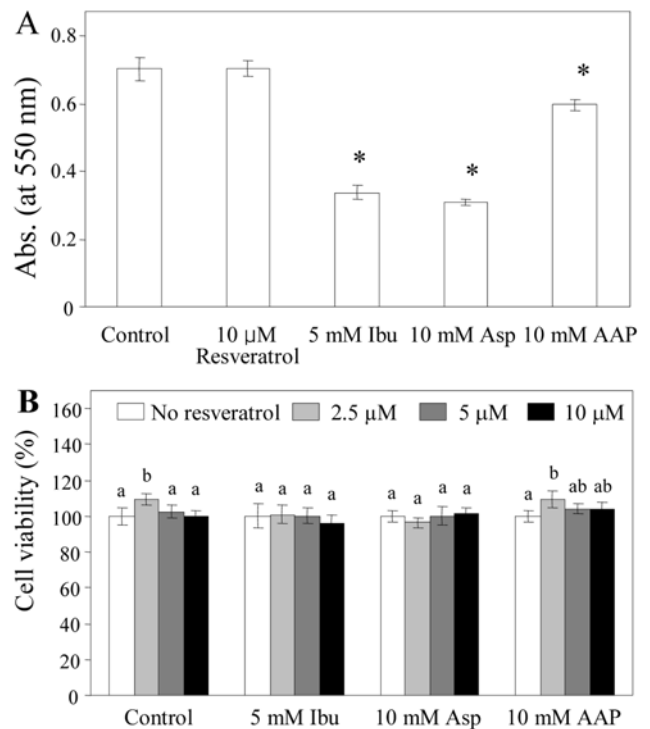 A
Abs. (at 550 nm)
0.8
0.6
0.4
0.2
0
*
*
*
Control
10 μM
Resveratrol
5 mM Ibu
10 mM Asp
10 mM AAP
B
Cell viability (%)
160
140
120
100
80
60
40
20
0
No resveratrol 2.5 μM 5 μM 10 μM
a b a a a a a a a a a a a b ab ab
Control 5 mM Ibu 10 mM Asp 10 mM AAP